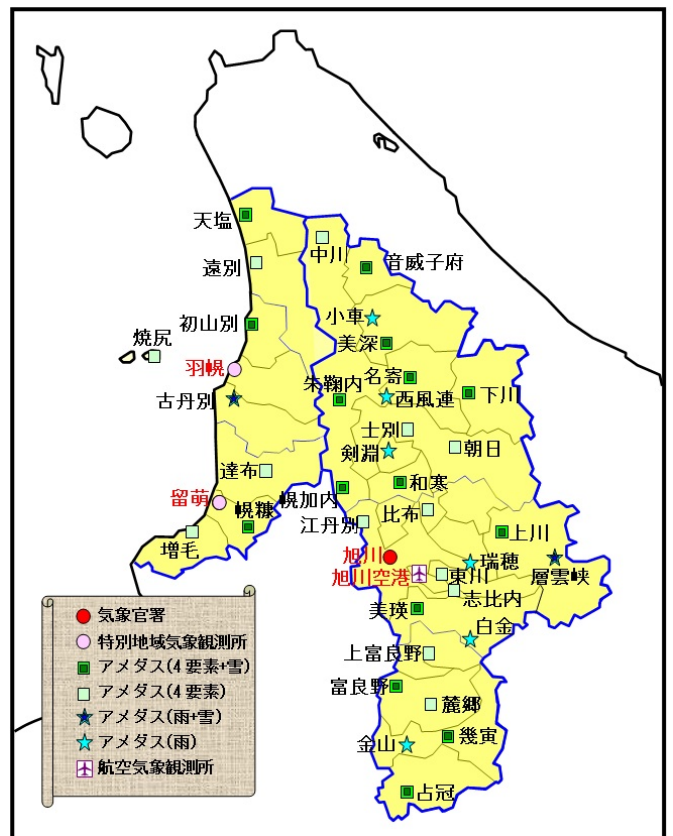 天塩
中川
遠別
音威子府
初山別
小車
焼尻
美深
羽幌
名寄
朱鞠内
下川
古丹別
西風連
士別
朝日
剣淵
達布
和寒
留萌
幌加内
幌糠
比布
江丹別
上川
増毛
旭川
瑞穂
層雲峡
旭川空港
東川
志比内
美瑛
白金
上富良野
富良野
麓郷
幾寅
金山
占冠
気象官署
特別地域気象観測所
アメダス(4要素+雪)
アメダス(4要素)
アメダス(雨+雪)
アメダス(雨)
航空気象観測所